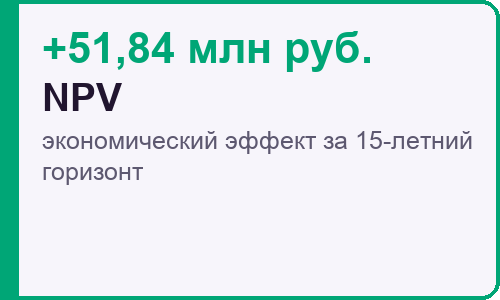 +51,84 млн руб.
NPV
экономический эффект за 15-летний
горизонт